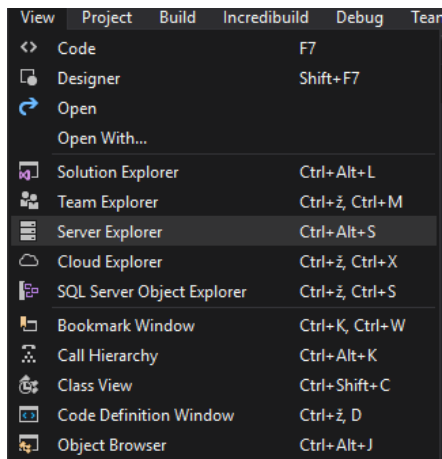 View Project Build Incredibuild Debug
Code F7
Designer Shift+F7
Open
Open With...
Solution Explorer Ctrl+Alt+L
Team Explorer Ctrl+ž, Ctrl+M
Server Explorer Ctrl+Alt+S
Cloud Explorer Ctrl+ž, Ctrl+X
SQL Server Object Explorer Ctrl+ž, Ctrl+S
Bookmark Window Ctrl+K, Ctrl+W
Call Hierarchy Ctrl+Alt+K
Class View Ctrl+Shift+C
Code Definition Window Ctrl+ž, D
Object Browser Ctrl+Alt+J